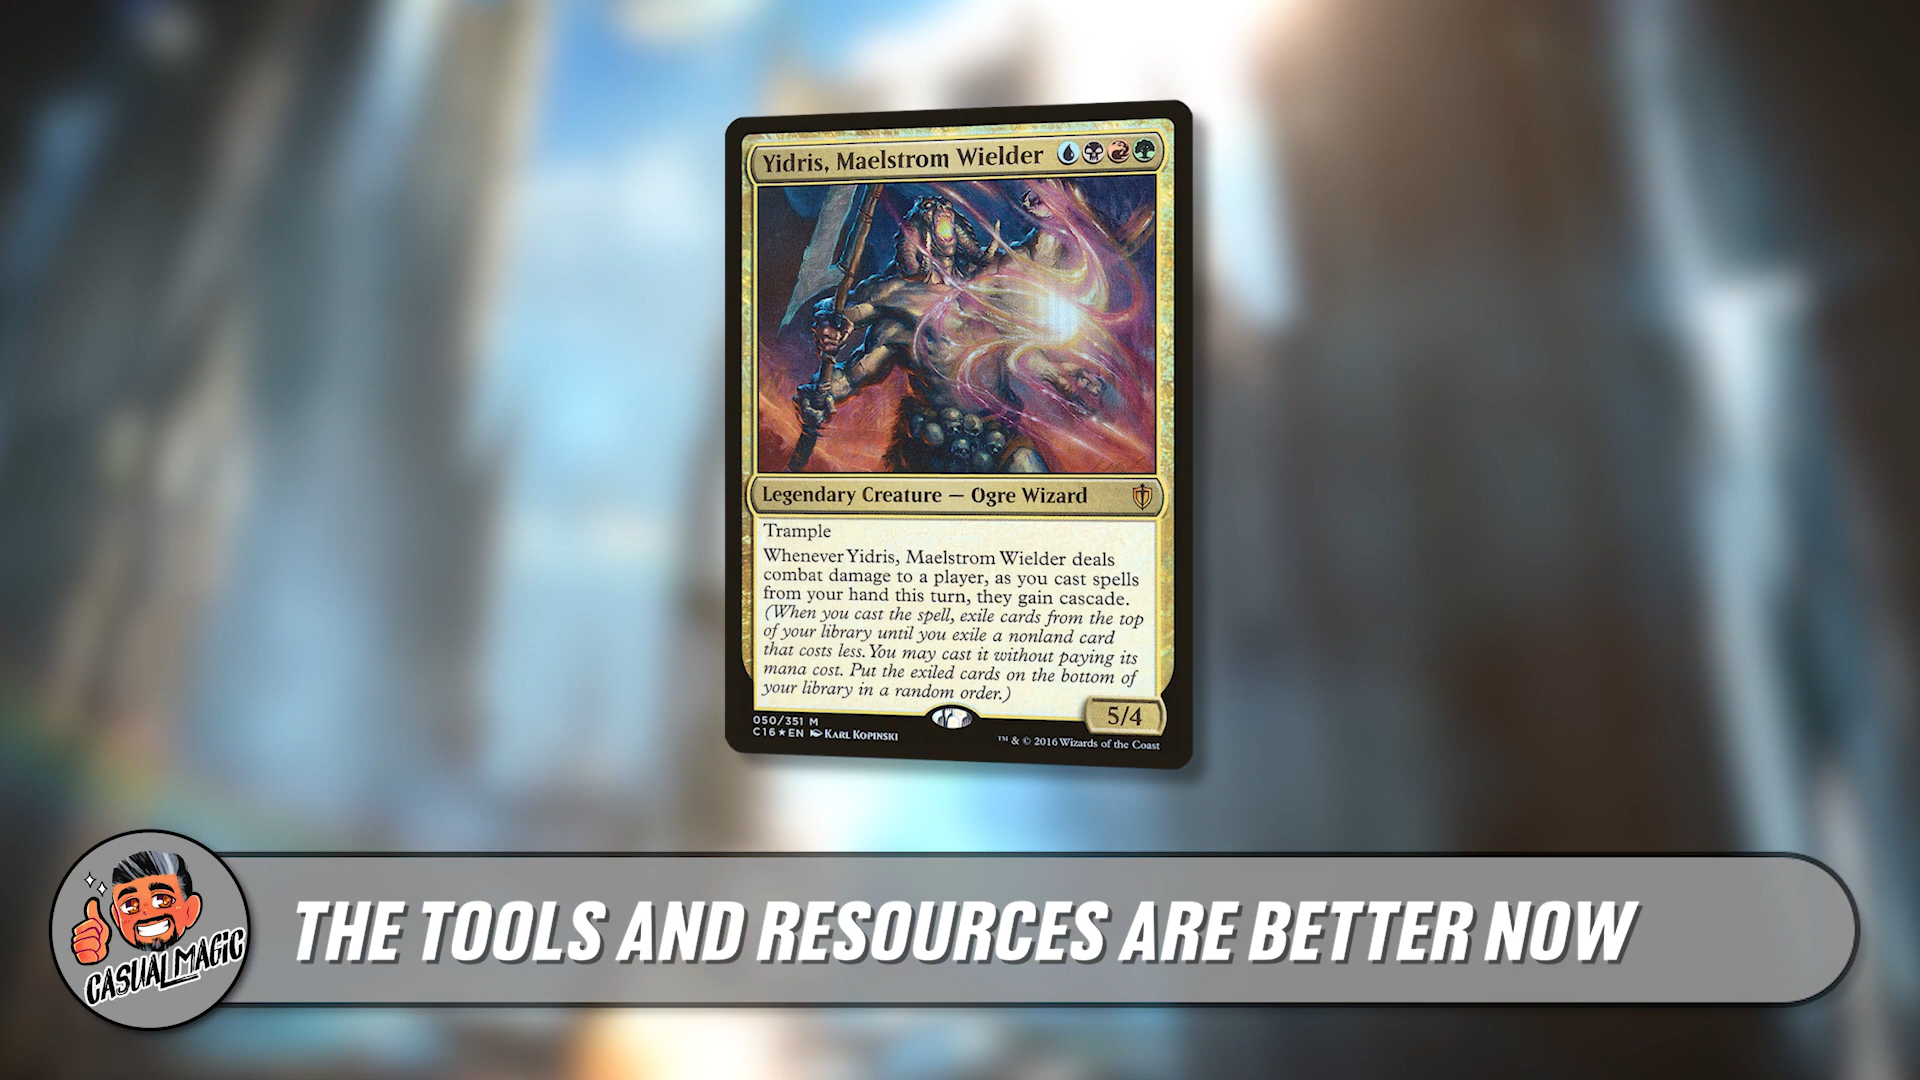 Yidris, Maelstrom Wielder
Legendary Creature — Ogre Wizard
Trample
Whenever Yidris, Maelstrom Wielder deals
combat damage to a player, as you cast spells
from your hand this turn, they gain cascade.
(When you cast the spell, exile cards from the top
of your library until you exile a nonland card
that costs less. You may cast it without paying its
mana cost. Put the exiled cards on the bottom of
your library in a random order.)
5/4
050/351 M
C16★EN Karl Kopinski
™ & © 2016 Wizards of the Coast
CASUAL MAGIC
THE TOOLS AND RESOURCES ARE BETTER NOW